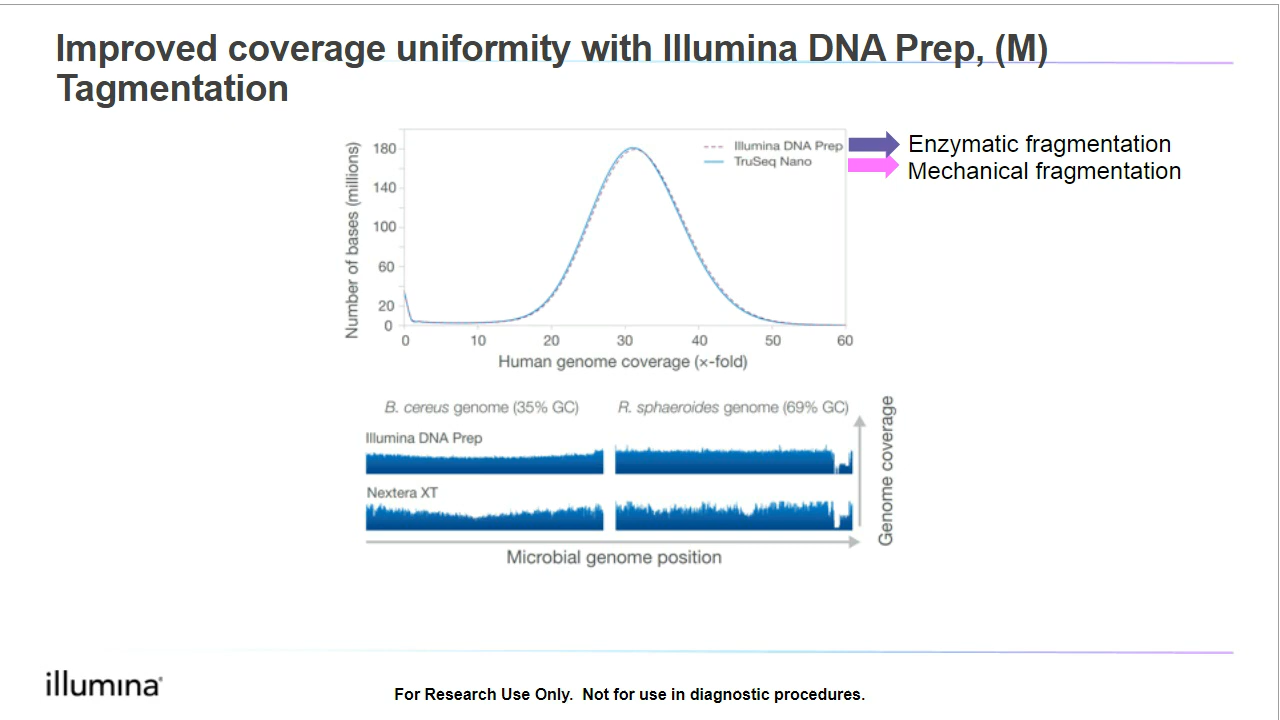 Improved coverage uniformity with Illumina DNA Prep, (M)
Tagmentation
Number of bases (millions)
180
140
100
60
20
0
Illumina DNA Prep
TruSeq Nano
Enzymatic fragmentation
Mechanical fragmentation
0 10 20 30 40 50 60
Human genome coverage (×-fold)
B. cereus genome (35% GC) R. sphaeroides genome (69% GC)
Illumina DNA Prep
Nextera XT
Genome coverage
Microbial genome position
illumina®
For Research Use Only. Not for use in diagnostic procedures.